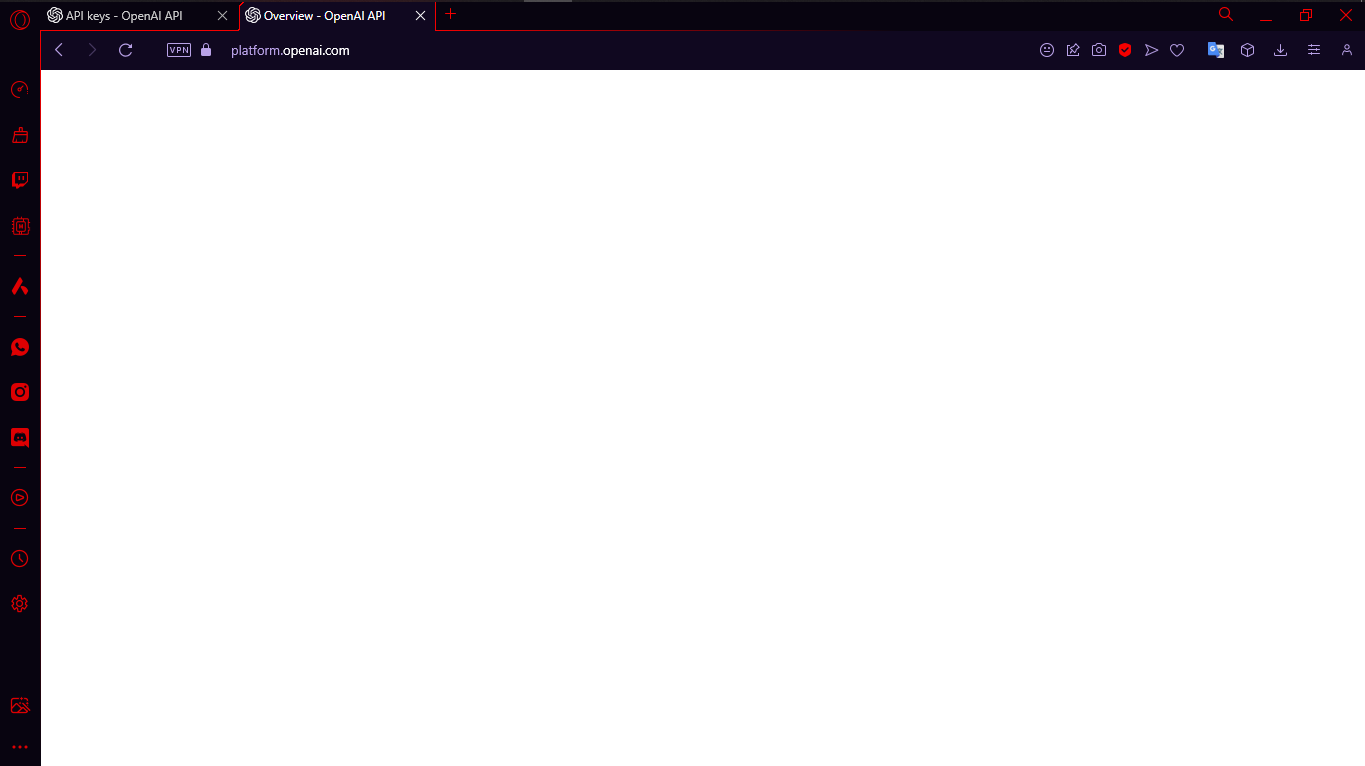 API keys - OpenAI API
Overview - OpenAI API
VPN
platform.openai.com